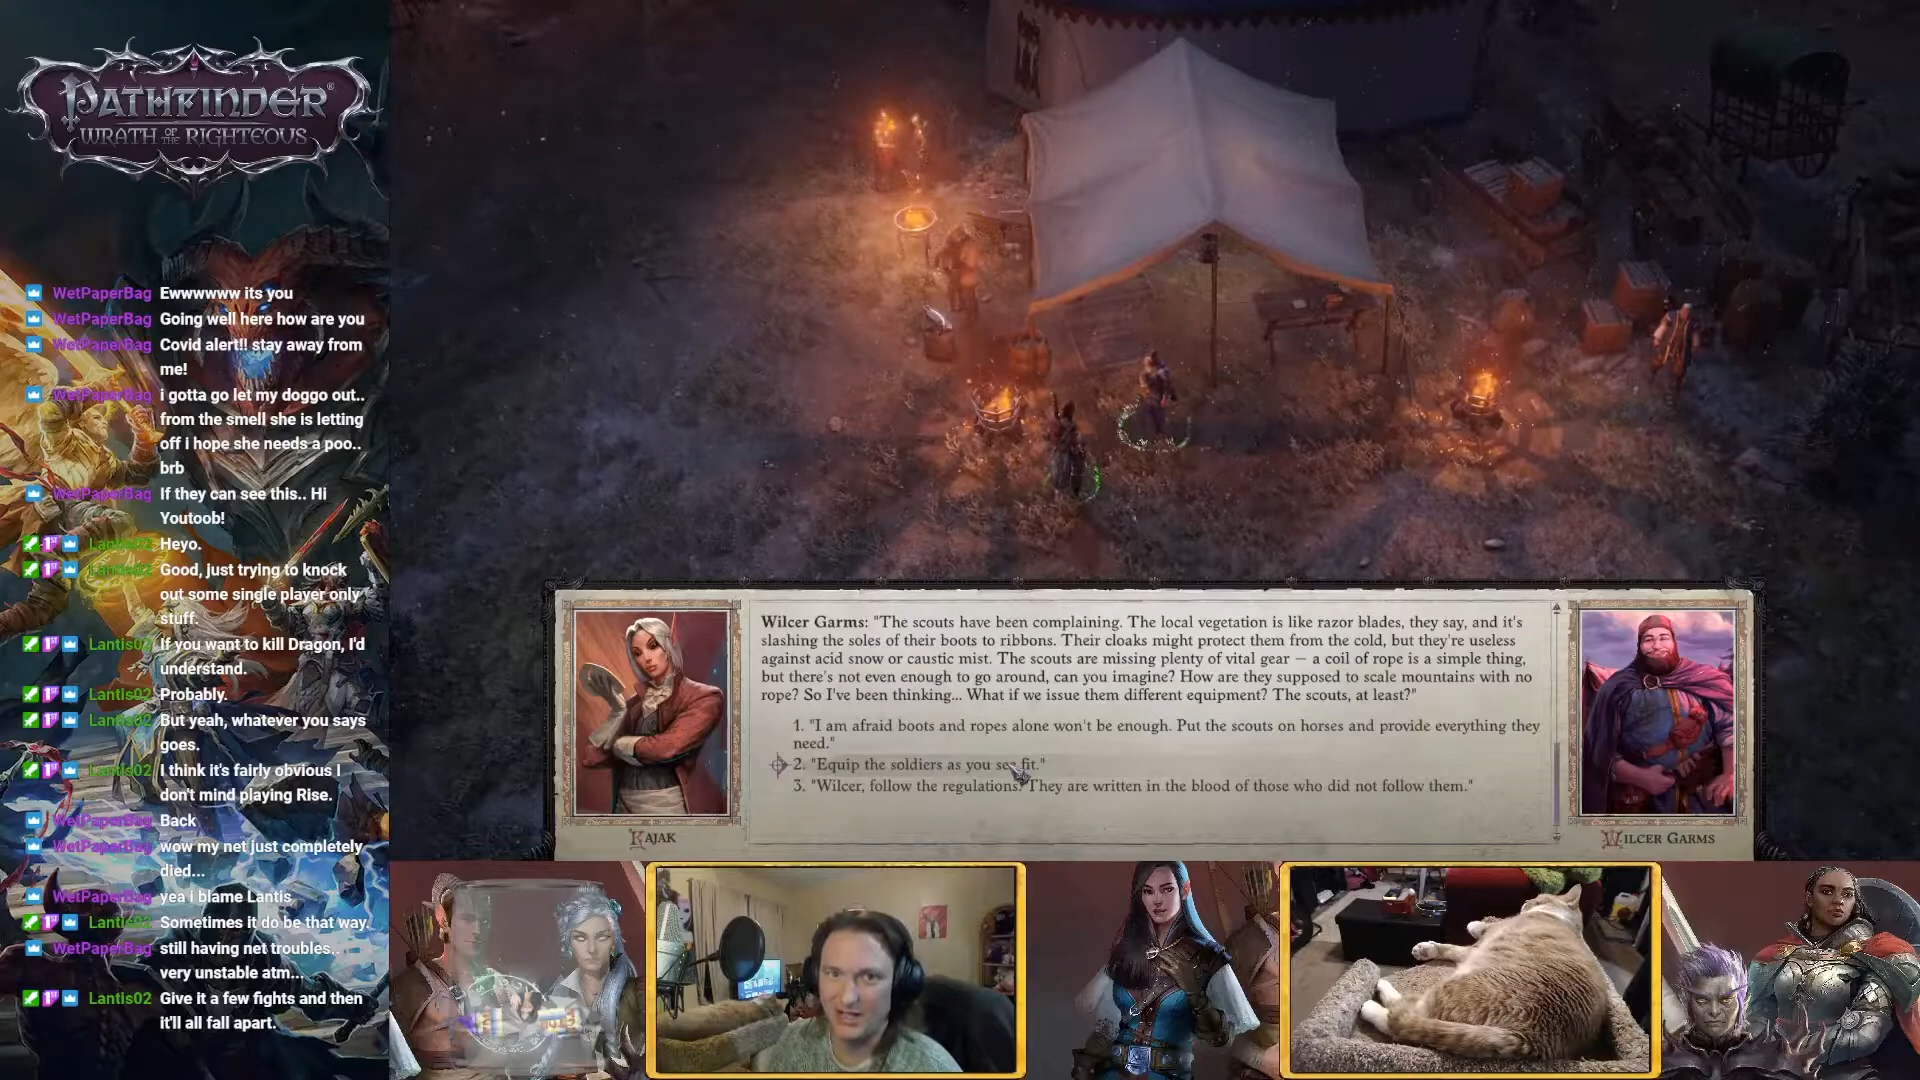 PATHFINDER
WRATH OF THE RIGHTEOUS
WetPaperBag Ewwwwww its you
WetPaperBag Going well here how are you
WetPaperBag Covid alert!! stay away from
me!
WetPaperBag i gotta go let my doggo out..
from the smell she is letting
off i hope she needs a poo..
brb
WetPaperBag If they can see this.. Hi
Youtoob!
Lantis02 Heyo.
Lantis02 Good, just trying to knock
out some single player only
stuff.
Lantis02 If you want to kill Dragon, I'd
understand.
Lantis02 Probably.
Lantis02 But yeah, whatever you says
goes.
Lantis02 I think it's fairly obvious I
don't mind playing Rise.
WetPaperBag Back
WetPaperBag wow my net just completely
died...
WetPaperBag yea i blame Lantis
Lantis02 Sometimes it do be that way.
WetPaperBag still having net troubles..
very unstable atm...
Lantis02 Give it a few fights and then
it'll all fall apart.
Wilcer Garms: "The scouts have been complaining. The local vegetation is like razor blades, they say, and it's
slashing the soles of their boots to ribbons. Their cloaks might protect them from the cold, but they're useless
against acid snow or caustic mist. The scouts are missing plenty of vital gear — a coil of rope is a simple thing,
but there's not even enough to go around, can you imagine? How are they supposed to scale mountains with no
rope? So I've been thinking... What if we issue them different equipment? The scouts, at least?"
1. "I am afraid boots and ropes alone won't be enough. Put the scouts on horses and provide everything they
need."
2. "Equip the soldiers as you see fit."
3. "Wilcer, follow the regulations. They are written in the blood of those who did not follow them."
KAJAK
WILCER GARMS